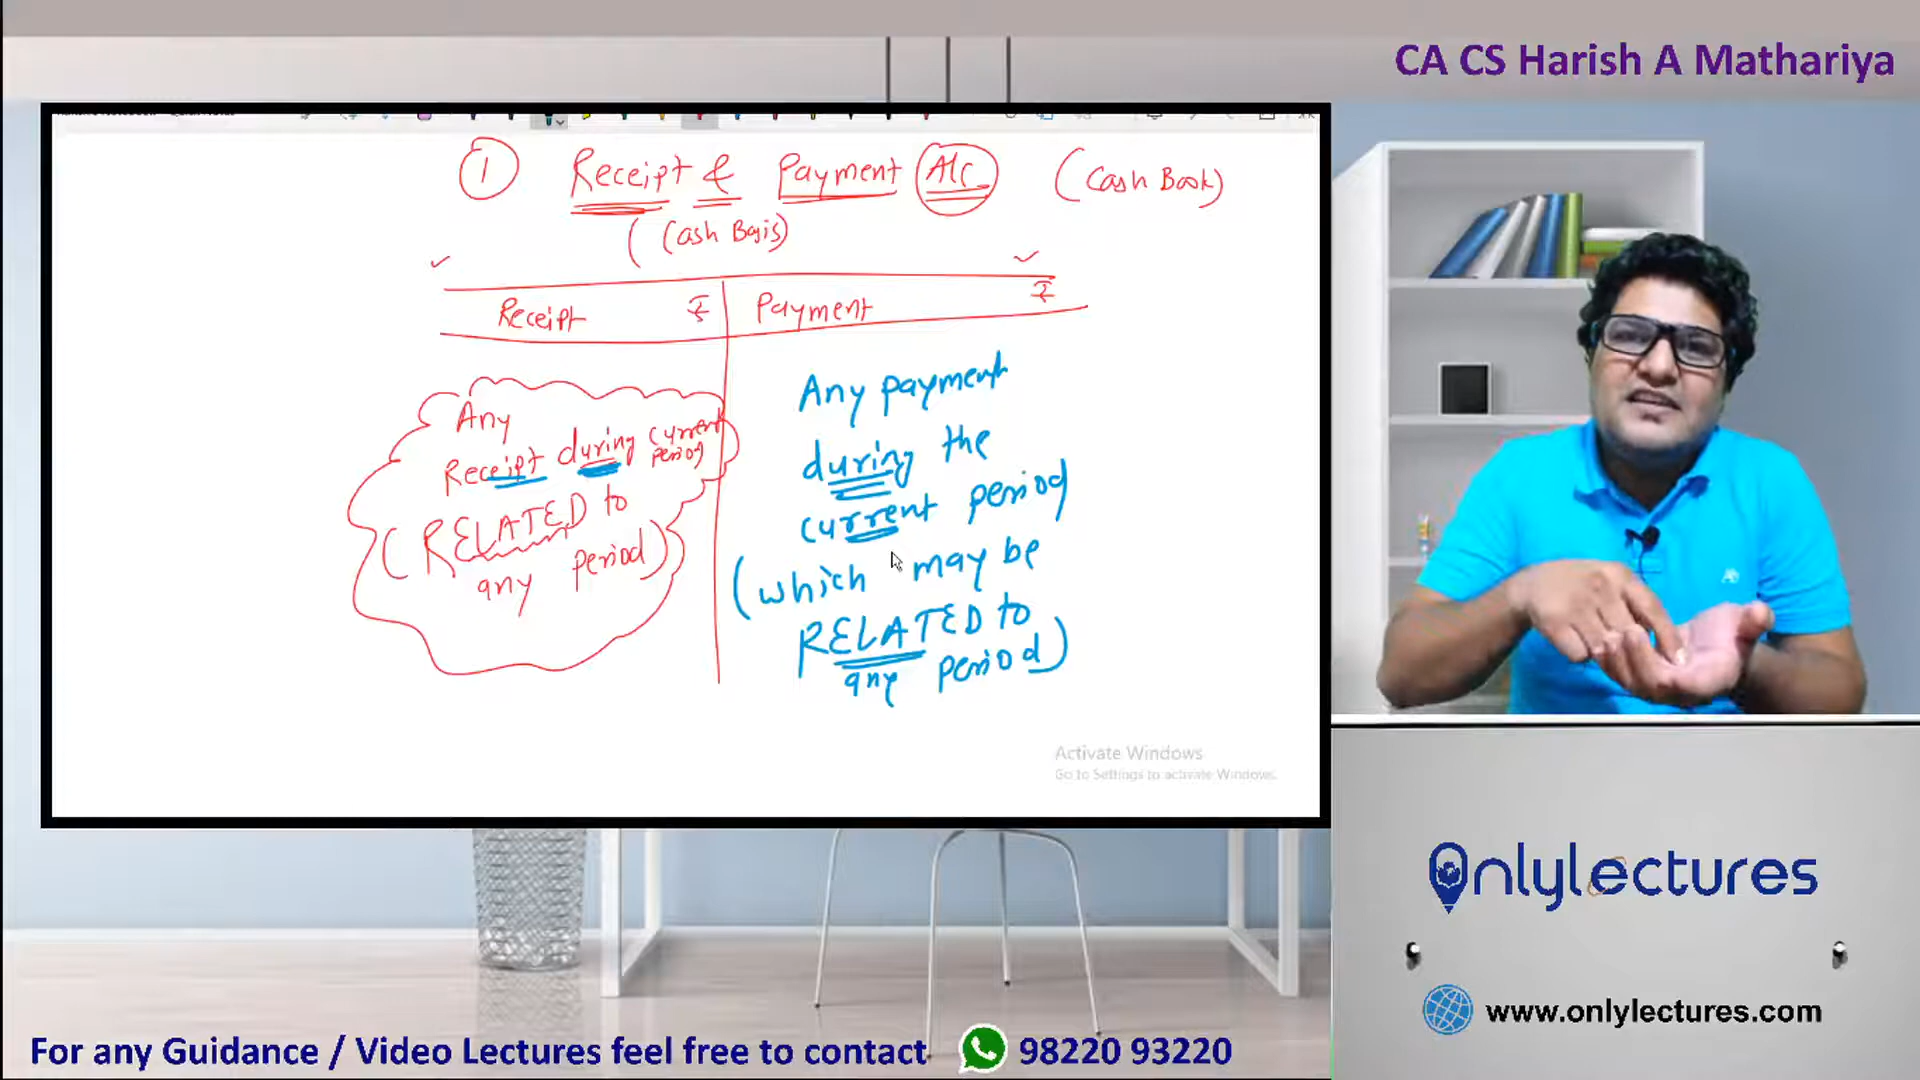 CA CS Harish A Mathariya
1 Receipt & Payment A/c (Cash Book)
(Cash Basis)
Receipt ₹ Payment ₹
Any
Receipt during current period
(RELATED to
any period)
Any payment
during the
current period
(which may be
RELATED to
any period)
Activate Windows
Go to Settings to activate Windows.
Onlylectures
www.onlylectures.com
For any Guidance / Video Lectures feel free to contact 98220 93220